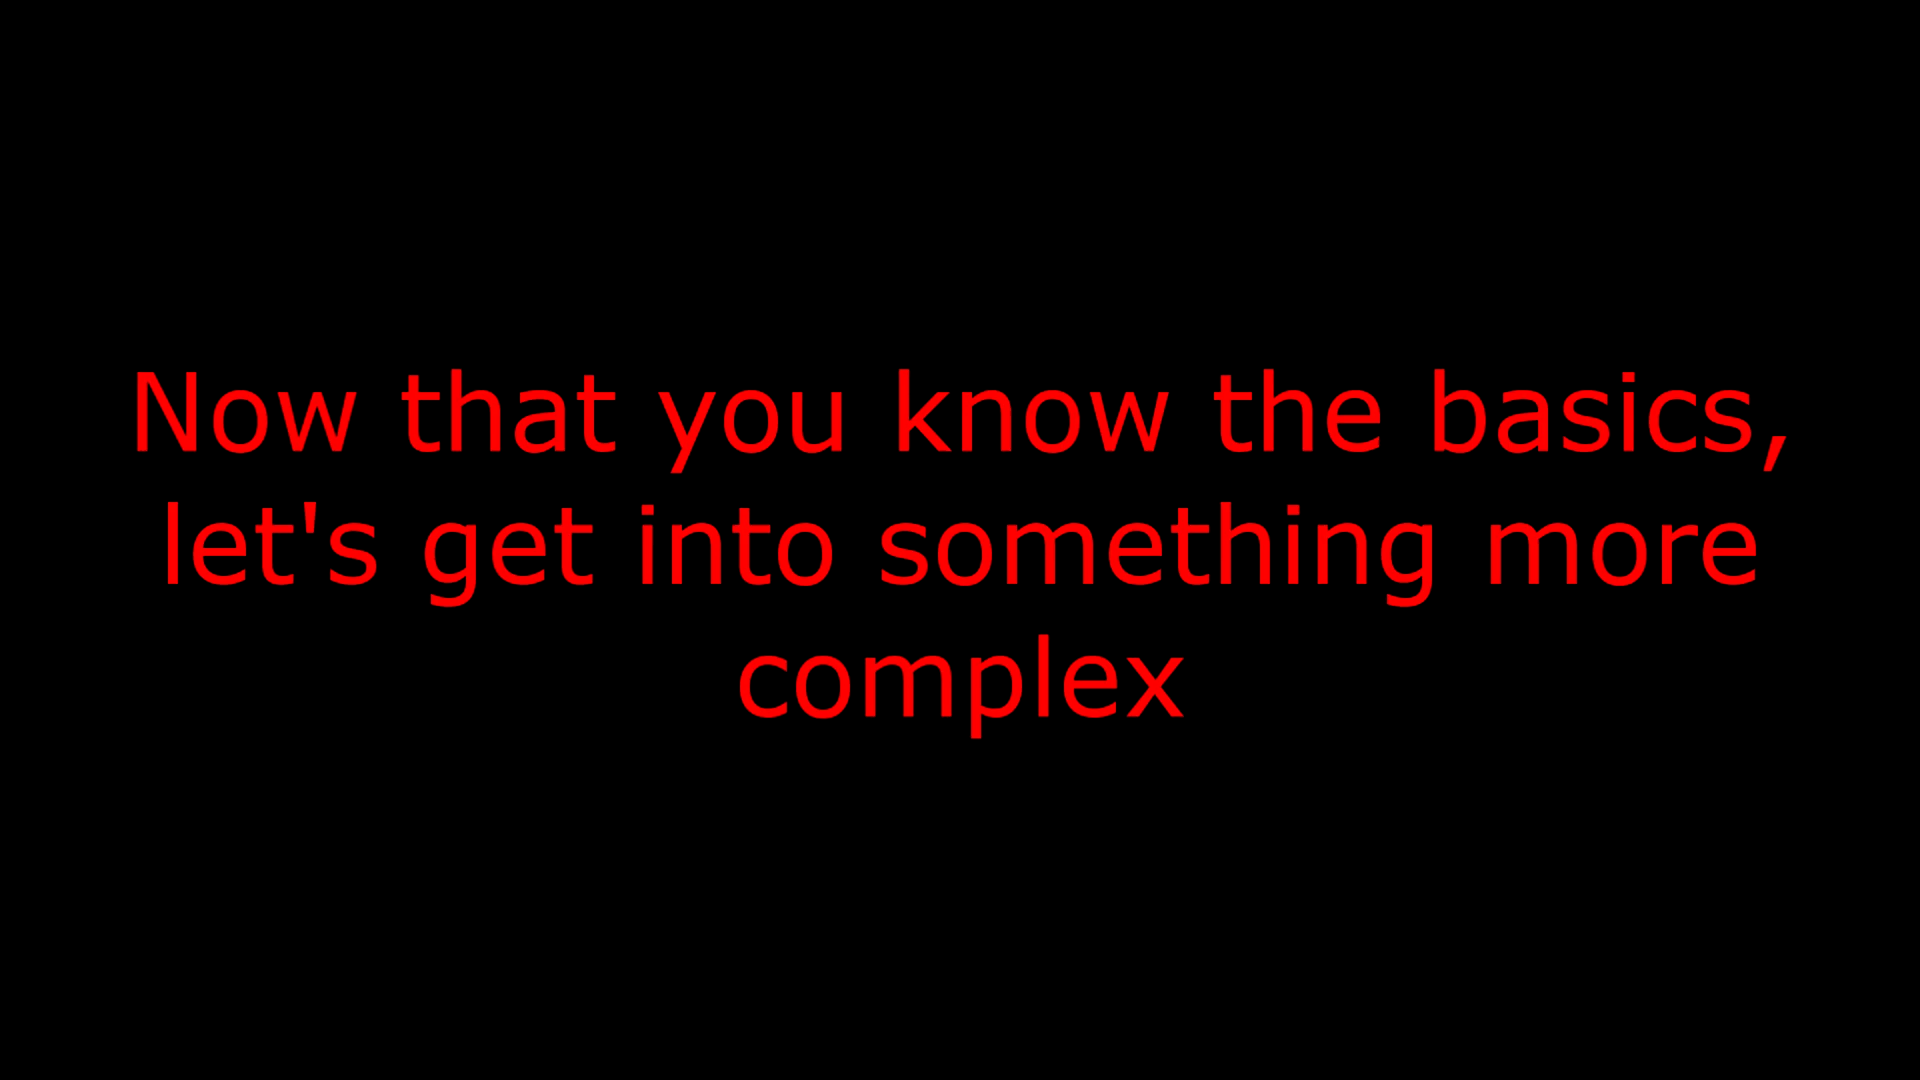 Now that you know the basics,
let's get into something more
complex